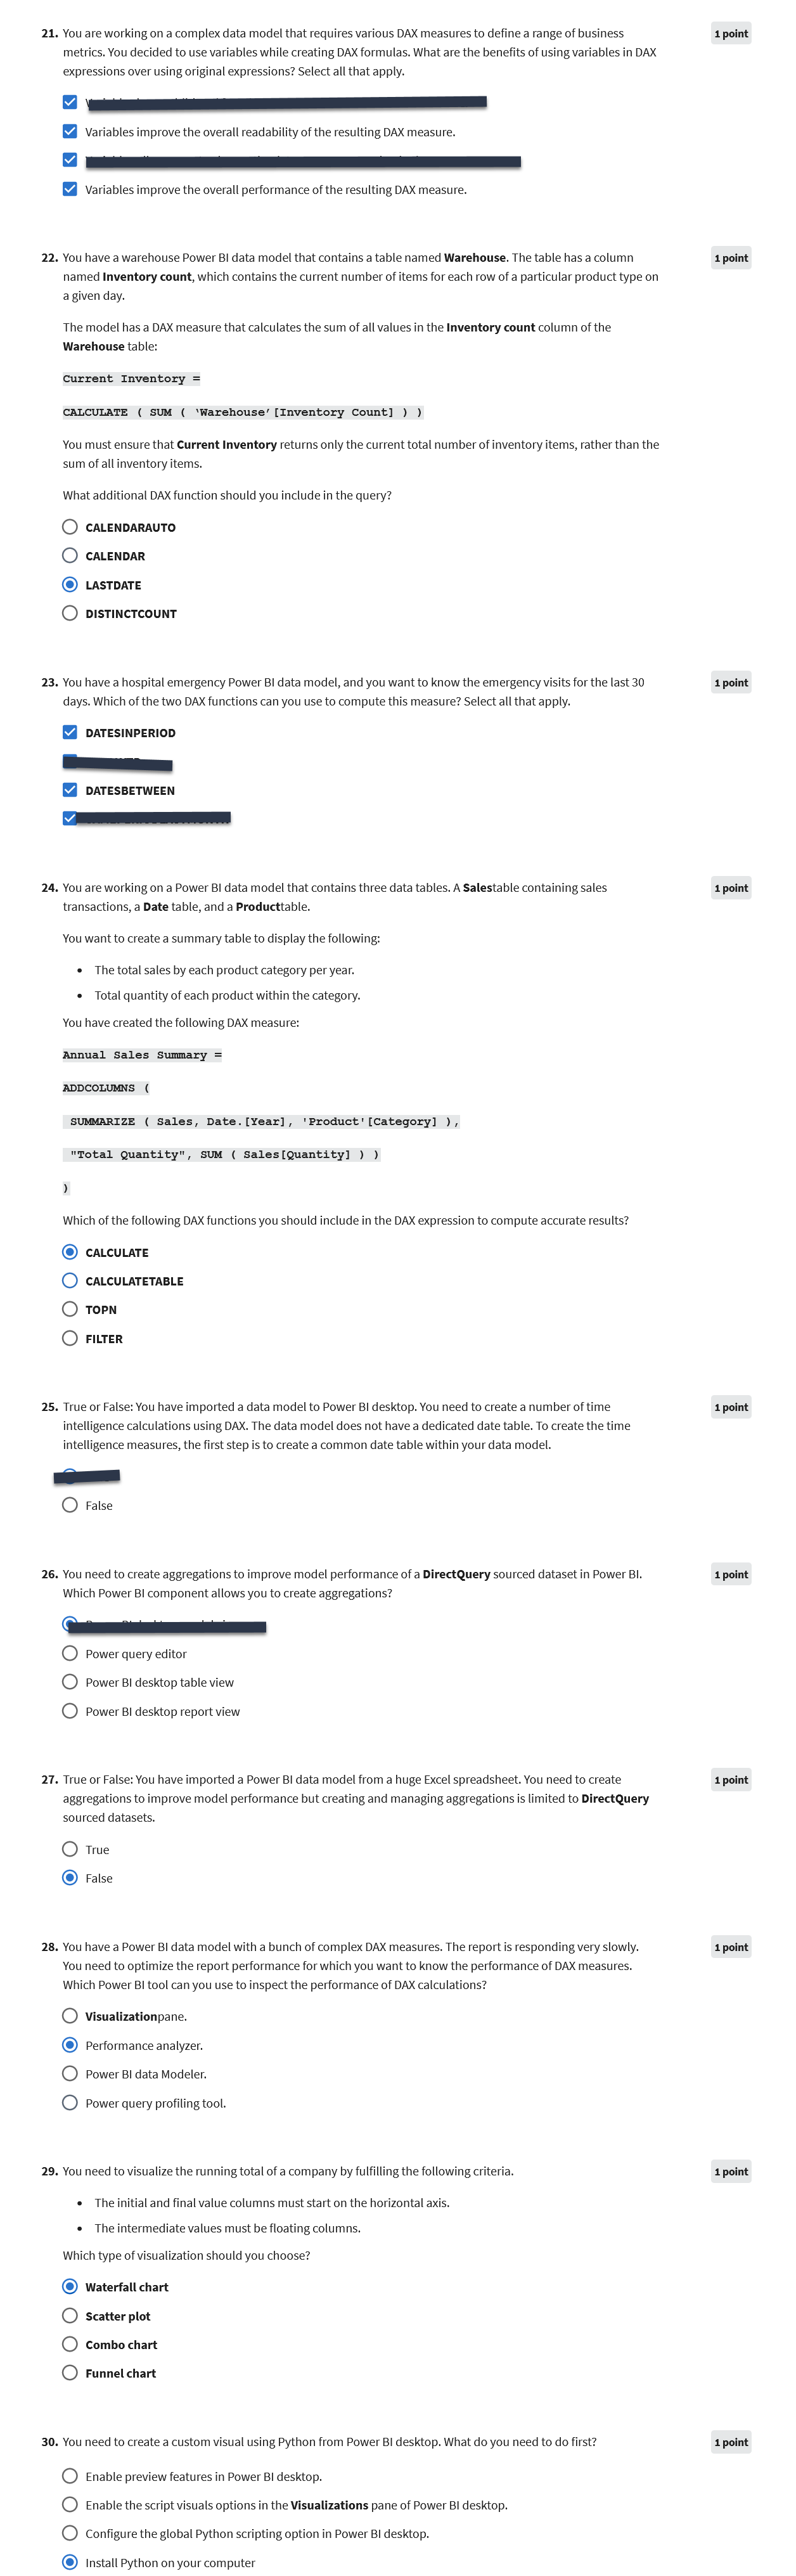 21. You are working on a complex data model that requires various DAX measures to define a range of business
metrics. You decided to use variables while creating DAX formulas. What are the benefits of using variables in DAX
expressions over using original expressions? Select all that apply.
1 point
Variables improve the overall readability of the resulting DAX measure.
Variables improve the overall performance of the resulting DAX measure.
22. You have a warehouse Power BI data model that contains a table named Warehouse. The table has a column
named Inventory count, which contains the current number of items for each row of a particular product type on
a given day.
1 point
The model has a DAX measure that calculates the sum of all values in the Inventory count column of the
Warehouse table:
Current Inventory =
CALCULATE ( SUM ( ‘Warehouse’[Inventory Count] ) )
You must ensure that Current Inventory returns only the current total number of inventory items, rather than the
sum of all inventory items.
What additional DAX function should you include in the query?
CALENDARAUTO
CALENDAR
LASTDATE
DISTINCTCOUNT
23. You have a hospital emergency Power BI data model, and you want to know the emergency visits for the last 30
days. Which of the two DAX functions can you use to compute this measure? Select all that apply.
1 point
DATESINPERIOD
DATESBETWEEN
24. You are working on a Power BI data model that contains three data tables. A Salestable containing sales
transactions, a Date table, and a Producttable.
1 point
You want to create a summary table to display the following:
• The total sales by each product category per year.
• Total quantity of each product within the category.
You have created the following DAX measure:
Annual Sales Summary =
ADDCOLUMNS (
SUMMARIZE ( Sales, Date.[Year], 'Product'[Category] ),
"Total Quantity", SUM ( Sales[Quantity] ) )
)
Which of the following DAX functions you should include in the DAX expression to compute accurate results?
CALCULATE
CALCULATETABLE
TOPN
FILTER
25. True or False: You have imported a data model to Power BI desktop. You need to create a number of time
intelligence calculations using DAX. The data model does not have a dedicated date table. To create the time
intelligence measures, the first step is to create a common date table within your data model.
1 point
False
26. You need to create aggregations to improve model performance of a DirectQuery sourced dataset in Power BI.
Which Power BI component allows you to create aggregations?
1 point
Power query editor
Power BI desktop table view
Power BI desktop report view
27. True or False: You have imported a Power BI data model from a huge Excel spreadsheet. You need to create
aggregations to improve model performance but creating and managing aggregations is limited to DirectQuery
sourced datasets.
1 point
True
False
28. You have a Power BI data model with a bunch of complex DAX measures. The report is responding very slowly.
You need to optimize the report performance for which you want to know the performance of DAX measures.
Which Power BI tool can you use to inspect the performance of DAX calculations?
1 point
Visualizationpane.
Performance analyzer.
Power BI data Modeler.
Power query profiling tool.
29. You need to visualize the running total of a company by fulfilling the following criteria.
1 point
• The initial and final value columns must start on the horizontal axis.
• The intermediate values must be floating columns.
Which type of visualization should you choose?
Waterfall chart
Scatter plot
Combo chart
Funnel chart
30. You need to create a custom visual using Python from Power BI desktop. What do you need to do first?
1 point
Enable preview features in Power BI desktop.
Enable the script visuals options in the Visualizations pane of Power BI desktop.
Configure the global Python scripting option in Power BI desktop.
Install Python on your computer